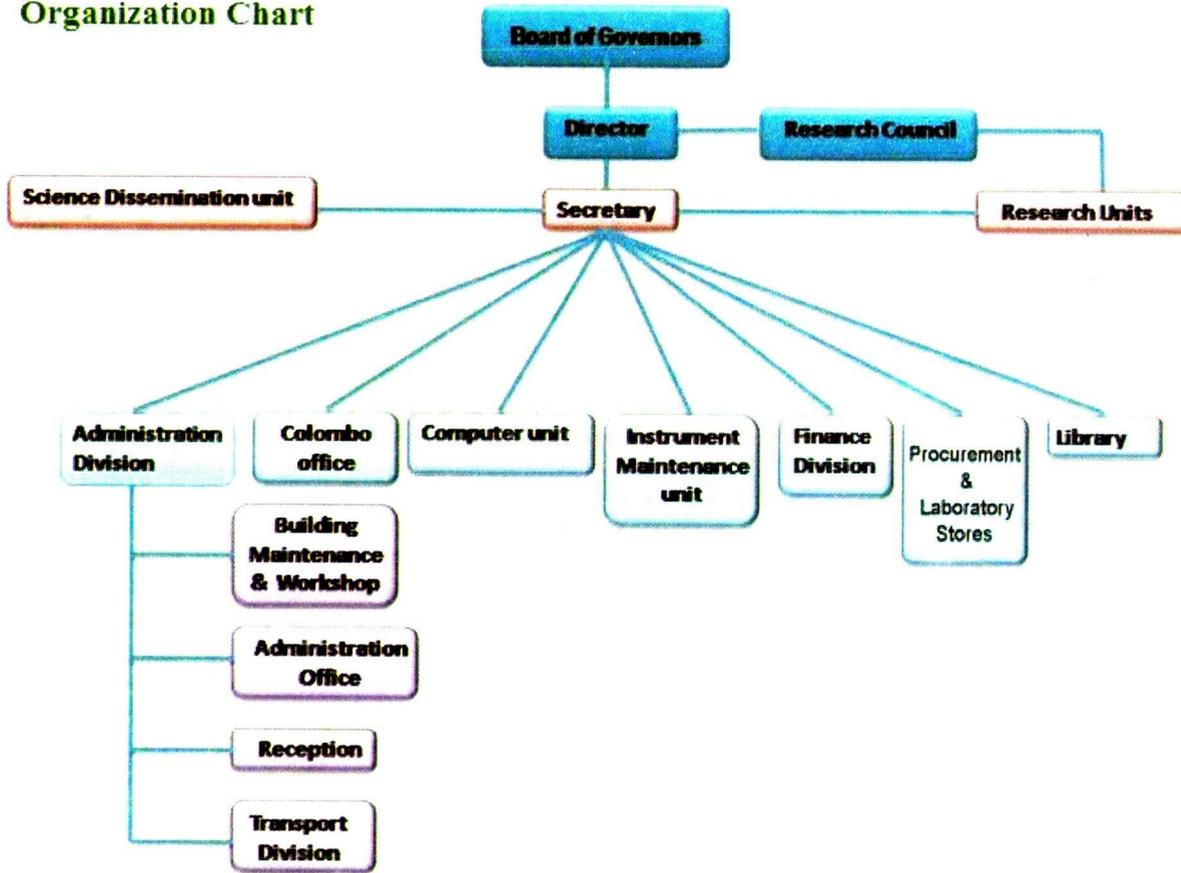 Organization Chart
Board of Governors
Director
Research Council
Science Dissemination unit
Secretary
Research Units
Administration
Division
Colombo
office
Computer unit
Instrument
Maintenance
unit
Finance
Division
Procurement
&
Laboratory
Stores
Library
Building
Maintenance
& Workshop
Administration
Office
Reception
Transport
Division